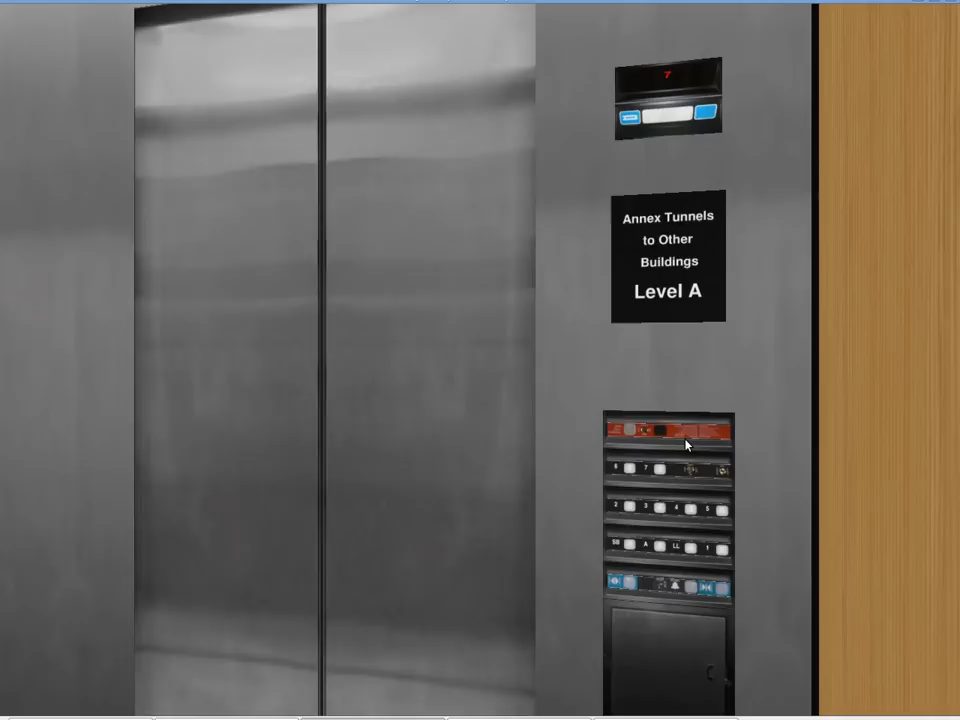 7
Annex Tunnels
to Other
Buildings
Level A
6 7
2 3 4 5
SB A LL 1